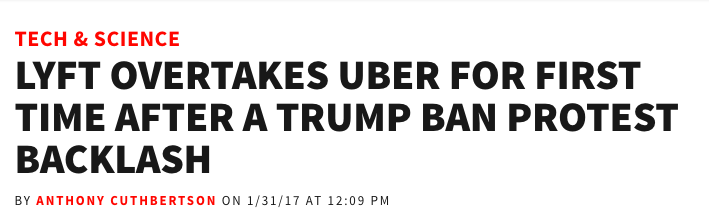 TECH & SCIENCE
LYFT OVERTAKES UBER FOR FIRST
TIME AFTER A TRUMP BAN PROTEST
BACKLASH
BY ANTHONY CUTHBERTSON ON 1/31/17 AT 12:09 PM